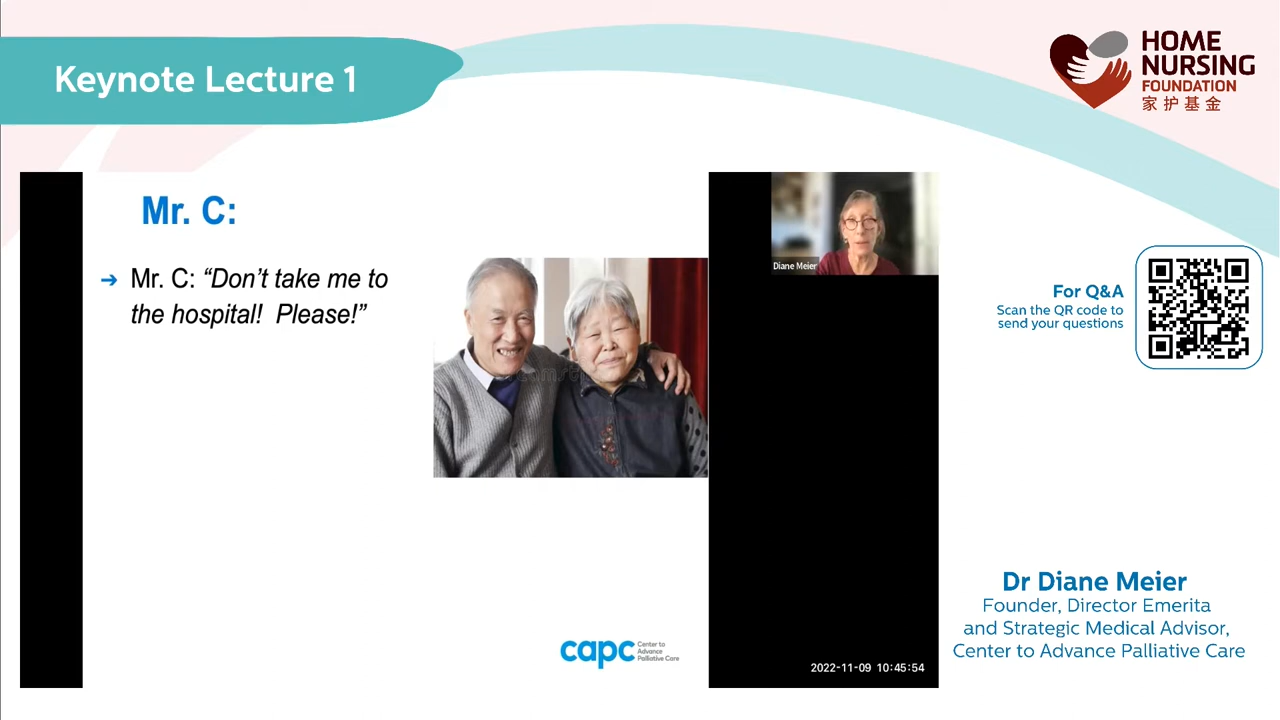 Keynote Lecture 1
HOME
NURSING
FOUNDATION
家护基金
Mr. C:
➔ Mr. C: “Don’t take me to
the hospital!  Please!”
Diane Meier
For Q&A
Scan the QR code to
send your questions
capc Center to
Advance
Palliative Care
2022-11-09 10:45:54
Dr Diane Meier
Founder, Director Emerita
and Strategic Medical Advisor,
Center to Advance Palliative Care